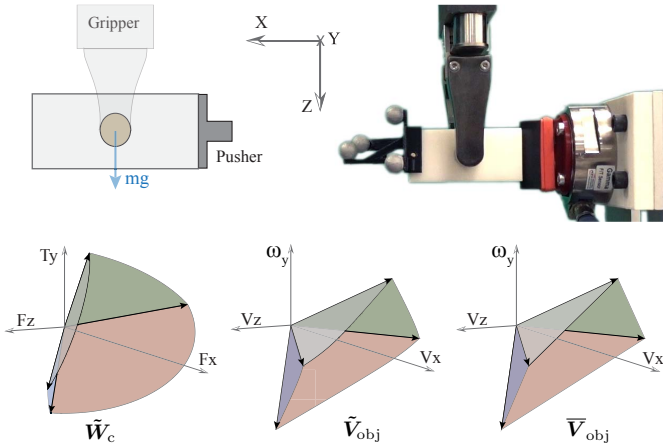 Gripper
X
Y
Z
Pusher
mg
Ty
Fz
Fx
W̃c
ωy
Vz
Vx
Ṽobj
ωy
Vz
Vx
V̅obj